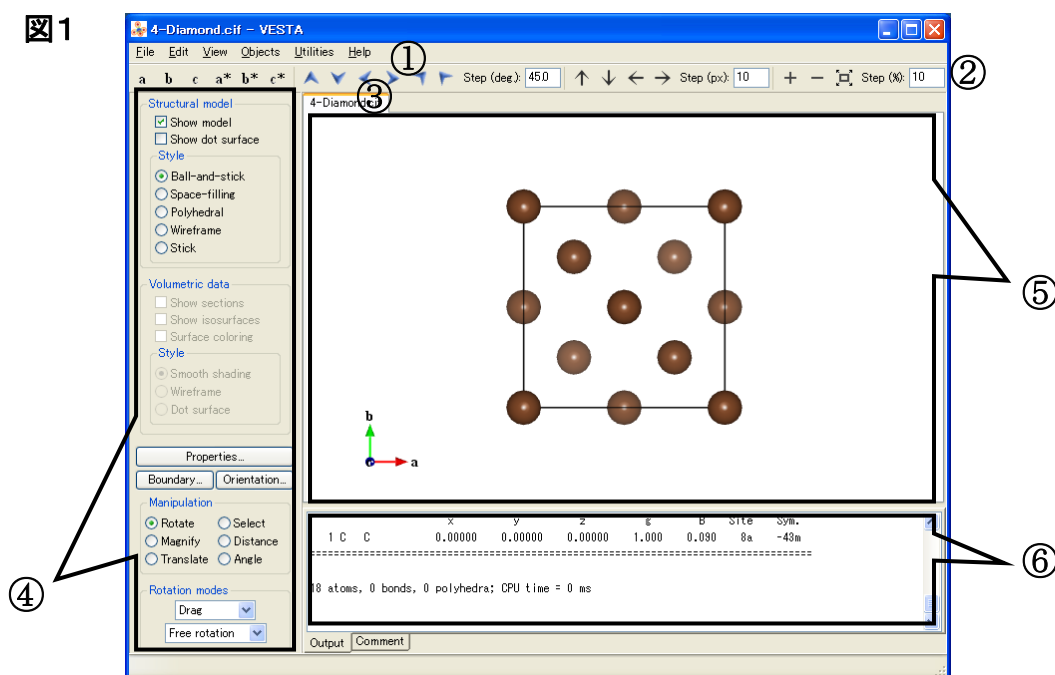 図1
4-Diamond.cif - VESTA
File Edit View Objects Utilities Help
①
a b c a* b* c* Step (deg.): 45.0 ↑ ↓ ← → Step (px): 10 + − Step (%): 10
②
③
4-Diamond.cif
Structural model
Show model
Show dot surface
Style
Ball-and-stick
Space-filling
Polyhedral
Wireframe
Stick
Volumetric data
Show sections
Show isosurfaces
Surface coloring
Style
Smooth shading
Wireframe
Dot surface
Properties...
Boundary... Orientation...
Manipulation
Rotate Select
Magnify Distance
Translate Angle
Rotation modes
Drag
Free rotation
④
b
a
⑤
x y z g B Site Sym.
1 C C 0.00000 0.00000 0.00000 1.000 0.090 8a -43m
18 atoms, 0 bonds, 0 polyhedra; CPU time = 0 ms
⑥
Output Comment